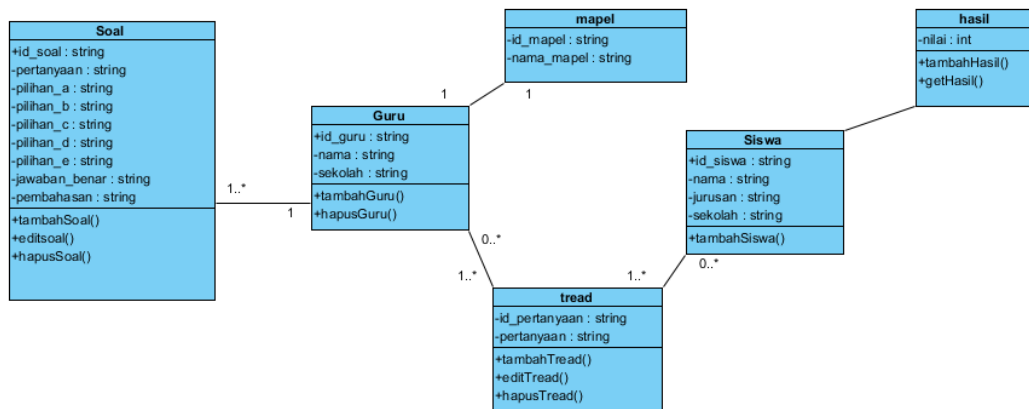 Soal
+id_soal : string
-pertanyaan : string
-pilihan_a : string
-pilihan_b : string
-pilihan_c : string
-pilihan_d : string
-pilihan_e : string
-jawaban_benar : string
-pembahasan : string
+tambahSoal()
+editsoal()
+hapusSoal()
1..*
1
Guru
+id_guru : string
-nama : string
-sekolah : string
+tambahGuru()
+hapusGuru()
1
1
mapel
-id_mapel : string
-nama_mapel : string
0..*
1..*
tread
-id_pertanyaan : string
-pertanyaan : string
+tambahTread()
+editTread()
+hapusTread()
1..*
0..*
Siswa
+id_siswa : string
-nama : string
-jurusan : string
-sekolah : string
+tambahSiswa()
hasil
-nilai : int
+tambahHasil()
+getHasil()